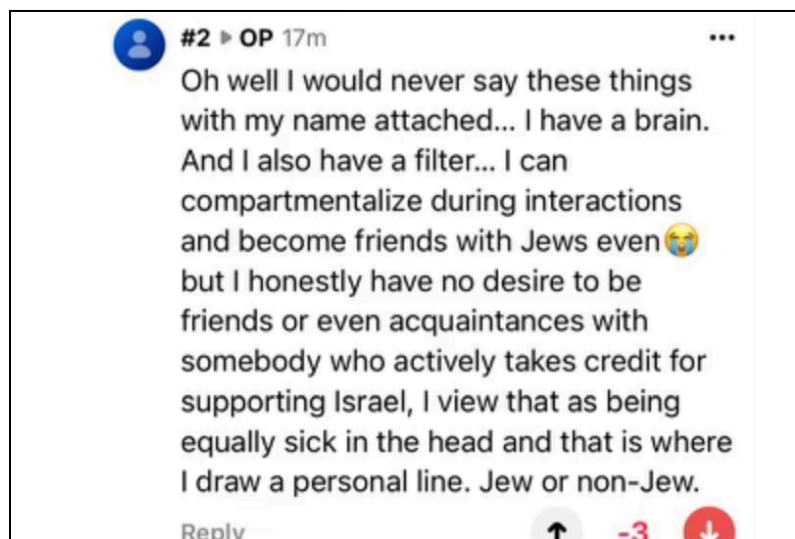 #2 ▸ OP 17m
Oh well I would never say these things
with my name attached... I have a brain.
And I also have a filter... I can
compartmentalize during interactions
and become friends with Jews even😭
but I honestly have no desire to be
friends or even acquaintances with
somebody who actively takes credit for
supporting Israel, I view that as being
equally sick in the head and that is where
I draw a personal line. Jew or non-Jew.
Reply -3